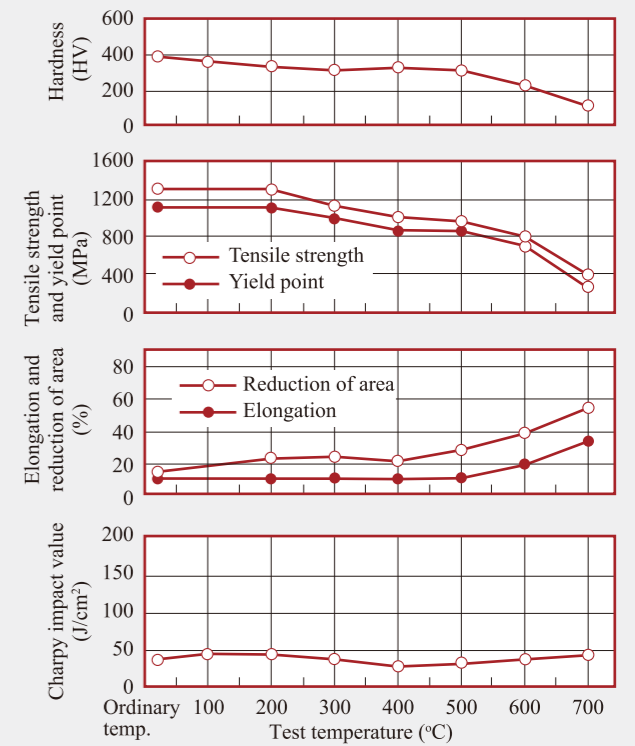 Hardness
(HV)
600
400
200
0
Tensile strength
and yield point
(MPa)
1600
1200
800
400
0
Tensile strength
Yield point
Elongation and
reduction of area
(%)
80
60
40
20
0
Reduction of area
Elongation
Charpy impact value
(J/cm²)
200
150
100
50
0
Ordinary 100 200 300 400 500 600 700
temp. Test temperature (°C)